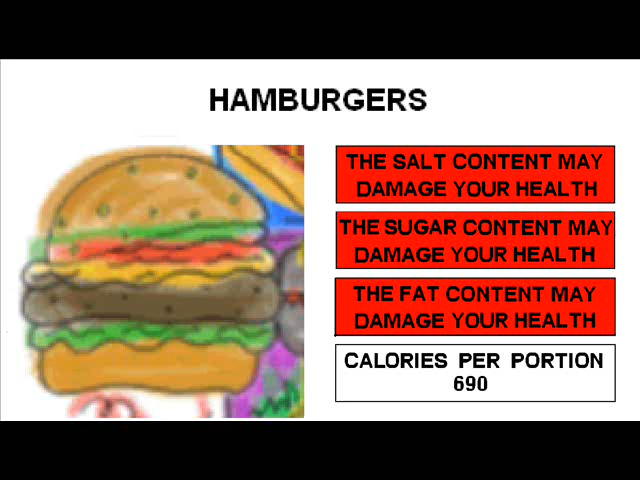 HAMBURGERS
THE SALT CONTENT MAY
DAMAGE YOUR HEALTH
THE SUGAR CONTENT MAY
DAMAGE YOUR HEALTH
THE FAT CONTENT MAY
DAMAGE YOUR HEALTH
CALORIES PER PORTION
690